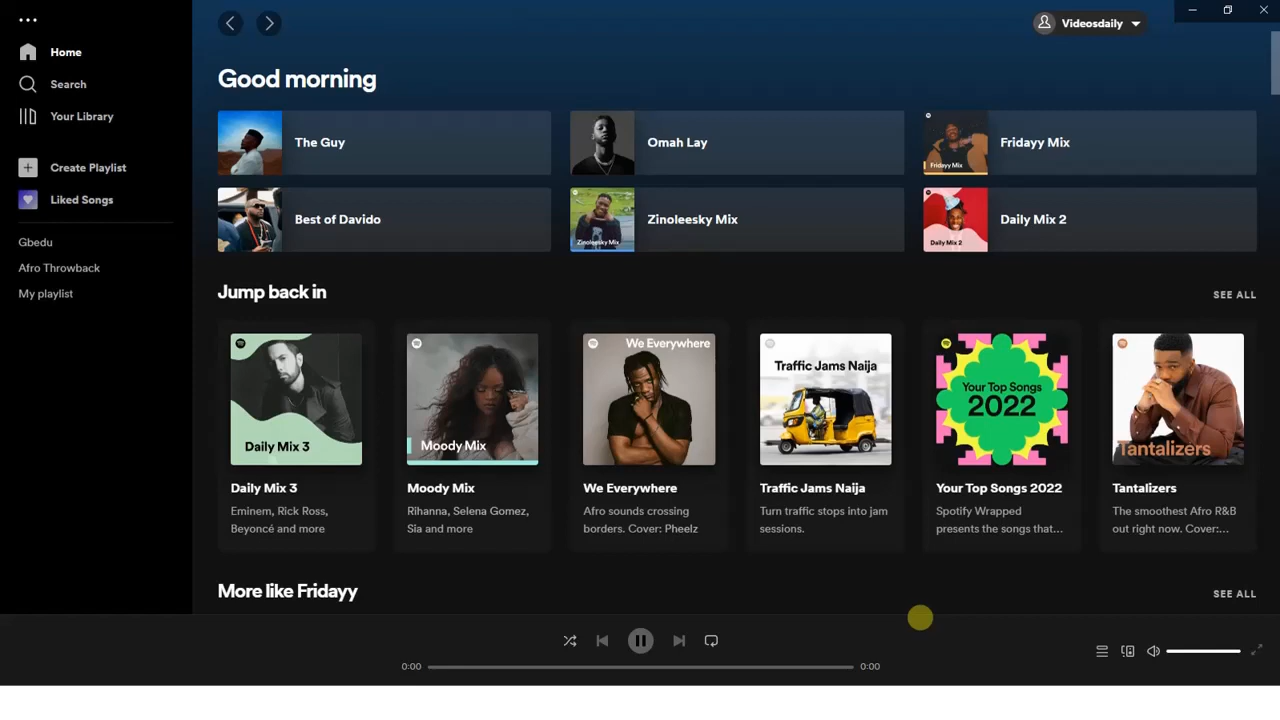 Home
Search
Your Library
Create Playlist
Liked Songs
Gbedu
Afro Throwback
My playlist
Videosdaily
Good morning
The Guy
Omah Lay
Fridayy Mix
Fridayy Mix
Best of Davido
Zinoleesky Mix
Zinoleesky Mix
Daily Mix 2
Daily Mix 2
Jump back in
SEE ALL
Daily Mix 3
Daily Mix 3
Eminem, Rick Ross,
Beyoncé and more
Moody Mix
Moody Mix
Rihanna, Selena Gomez,
Sia and more
We Everywhere
We Everywhere
Afro sounds crossing
borders. Cover: Pheelz
Traffic Jams Naija
Traffic Jams Naija
Turn traffic stops into jam
sessions.
Your Top Songs
2022
Your Top Songs 2022
Spotify Wrapped
presents the songs that...
Tantalizers
Tantalizers
The smoothest Afro R&B
out right now. Cover:...
More like Fridayy
SEE ALL
0:00
0:00